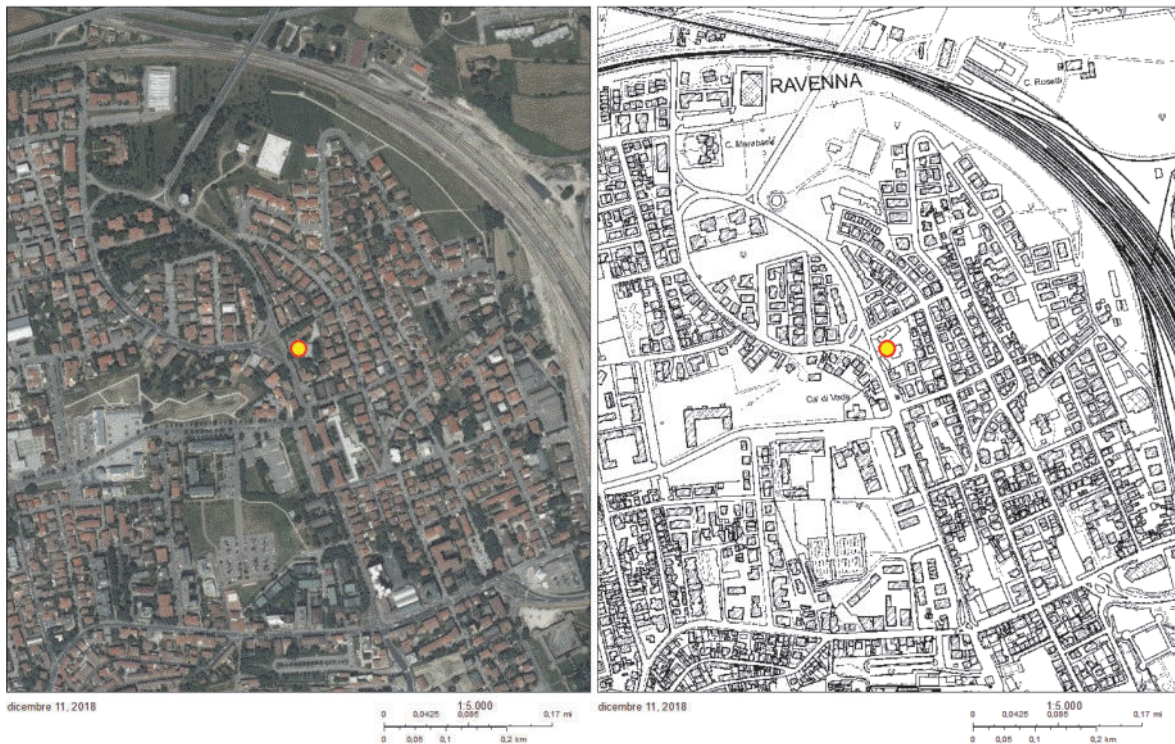 RAVENNA
C. Rosetti
Ca' di Voda
dicembre 11, 2018
1:5.000
0 0,0425 0,085 0,17 mi
0 0,05 0,1 0,2 km
dicembre 11, 2018
1:5.000
0 0,0425 0,085 0,17 mi
0 0,05 0,1 0,2 km